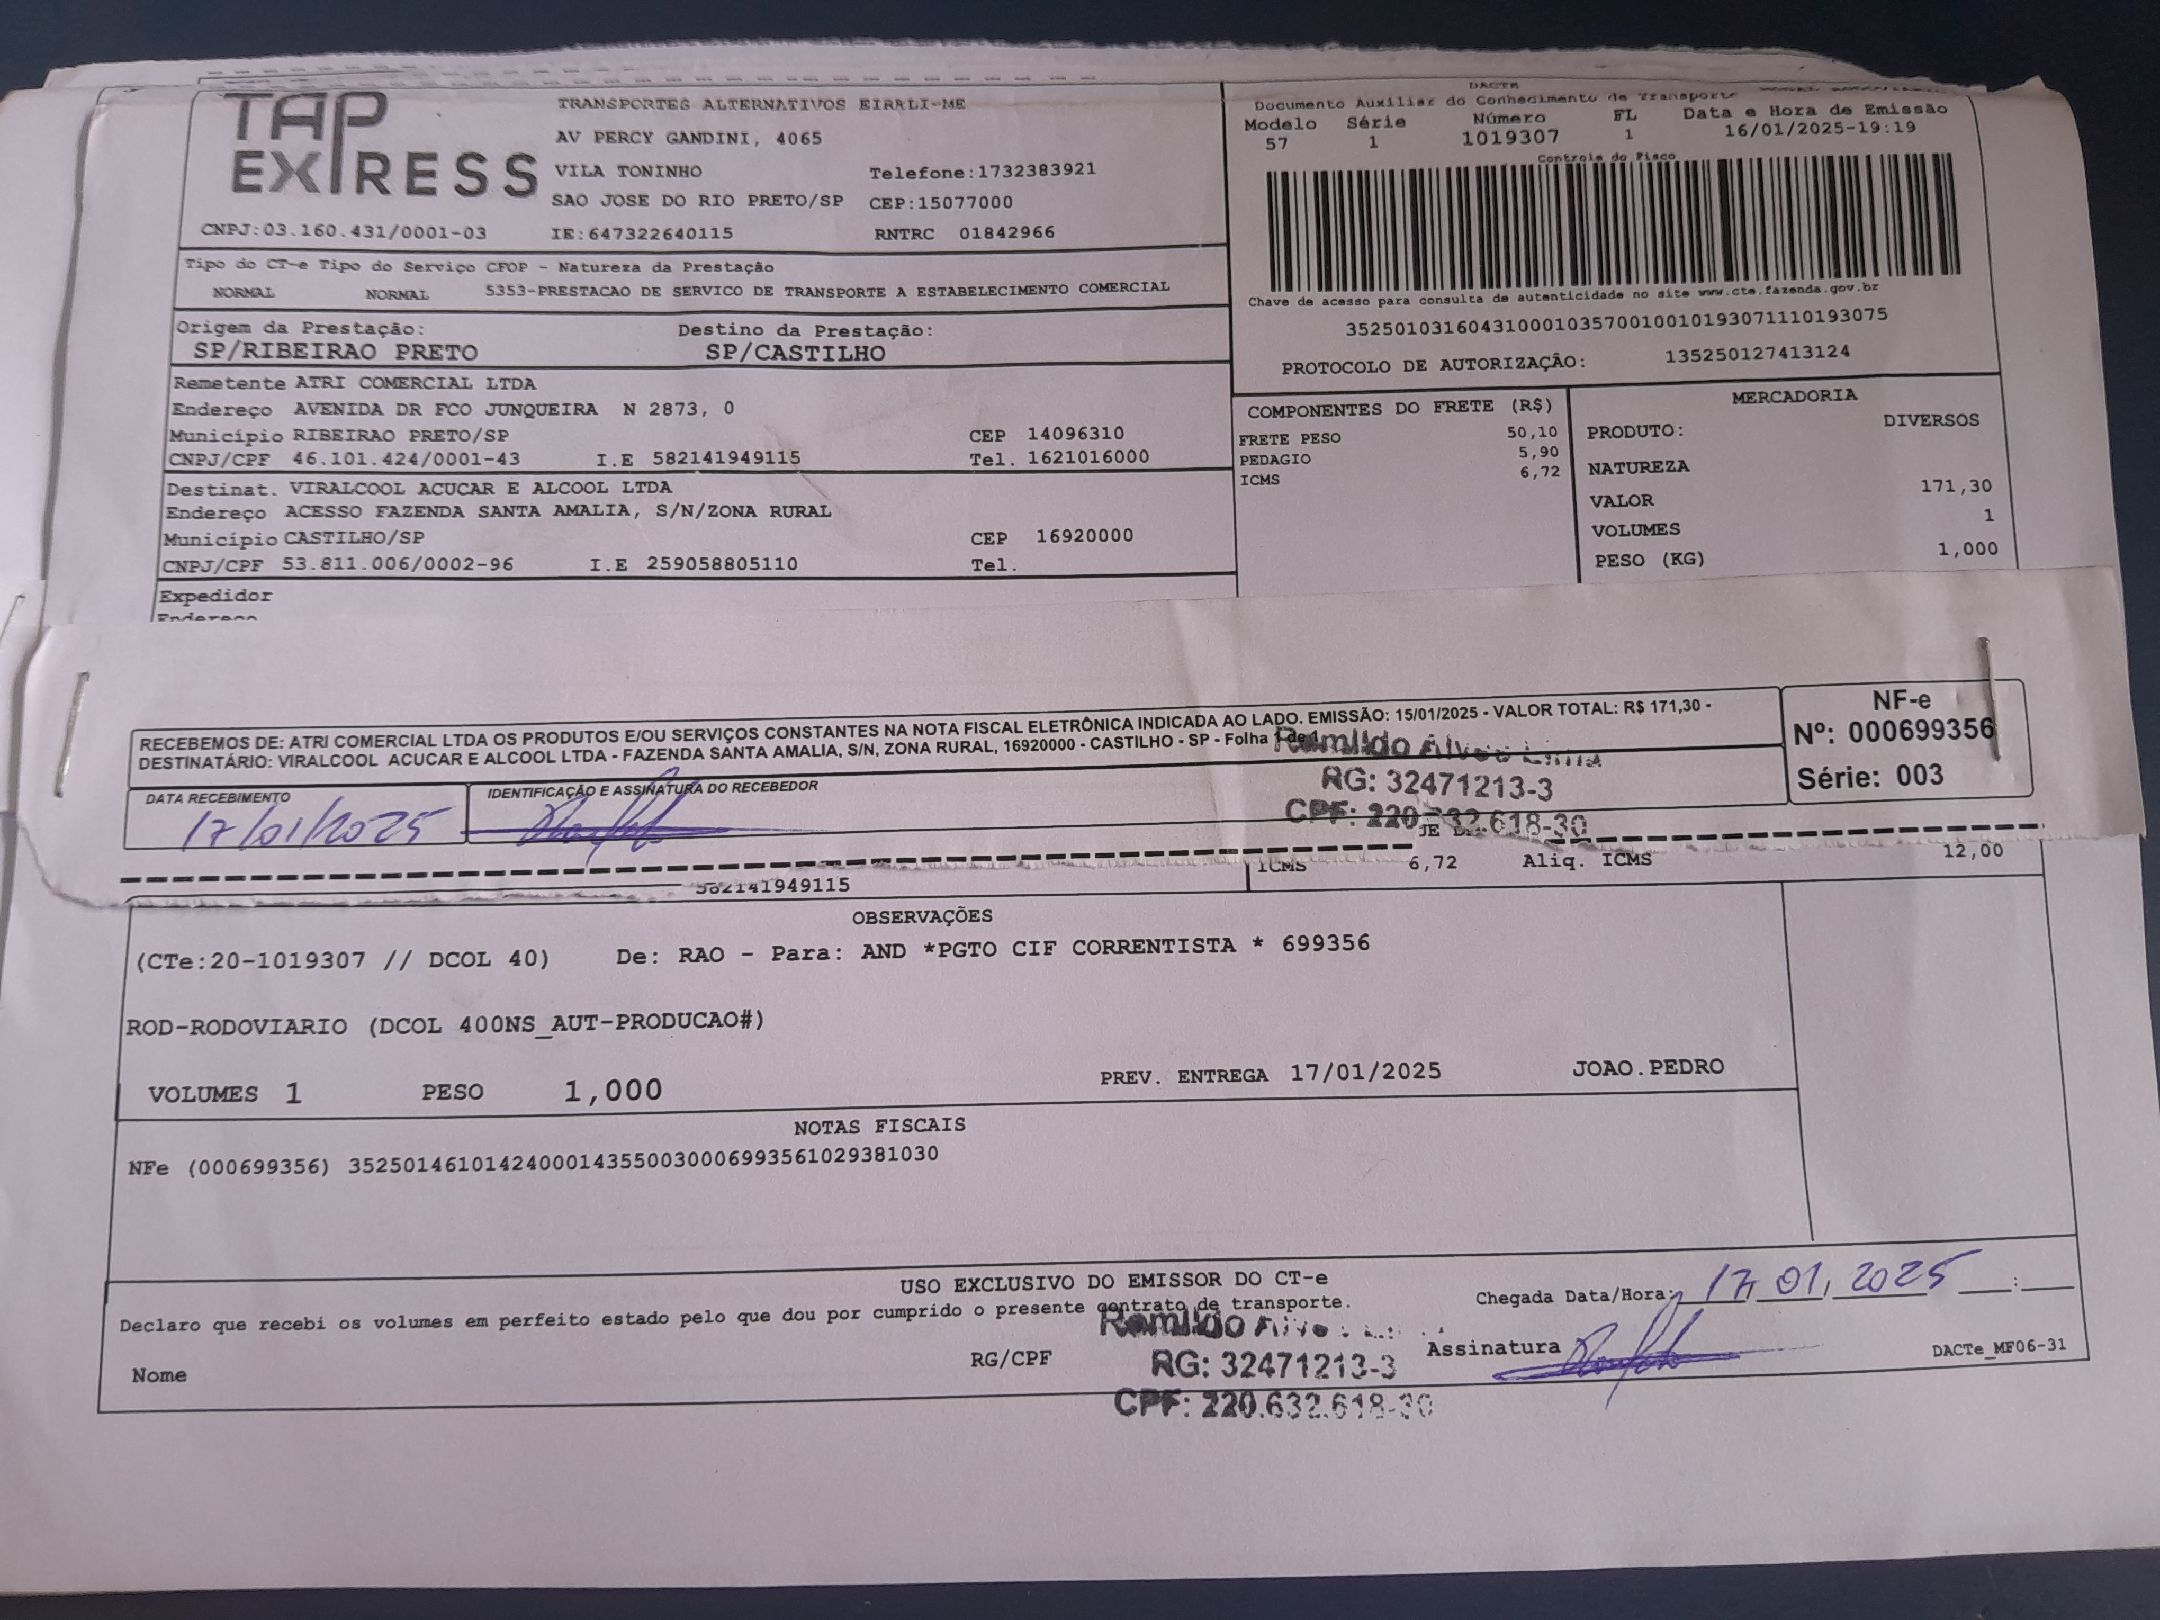 TAP EXPRESS
TRANSPORTES ALTERNATIVOS EIRELI-ME
AV PERCY GANDINI, 4065
VILA TONINHO Telefone:1732383921
SAO JOSE DO RIO PRETO/SP CEP:15077000
CNPJ:03.160.431/0001-03 IE:647322640115 RNTRC 01842966
DACTE
Documento Auxiliar do Conhecimento de Transporte
Modelo Série Número FL Data e Hora de Emissão
57 1 1019307 1 16/01/2025-19:19
Controle do Fisco
Chave de acesso para consulta de autenticidade no site www.cte.fazenda.gov.br
35250103160431000103570010010193071110193075
PROTOCOLO DE AUTORIZAÇÃO: 135250127413124
Tipo do CT-e Tipo do Serviço CFOP - Natureza da Prestação
NORMAL NORMAL 5353-PRESTACAO DE SERVICO DE TRANSPORTE A ESTABELECIMENTO COMERCIAL
Origem da Prestação: Destino da Prestação:
SP/RIBEIRAO PRETO SP/CASTILHO
Remetente ATRI COMERCIAL LTDA
Endereço AVENIDA DR FCO JUNQUEIRA N 2873, 0
Município RIBEIRAO PRETO/SP CEP 14096310
CNPJ/CPF 46.101.424/0001-43 I.E 582141949115 Tel. 1621016000
Destinat. VIRALCOOL ACUCAR E ALCOOL LTDA
Endereço ACESSO FAZENDA SANTA AMALIA, S/N/ZONA RURAL
Município CASTILHO/SP CEP 16920000
CNPJ/CPF 53.811.006/0002-96 I.E 259058805110 Tel.
Expedidor
Endereço
COMPONENTES DO FRETE (R$)
FRETE PESO 50,10
PEDAGIO 5,90
ICMS 6,72
MERCADORIA
PRODUTO: DIVERSOS
NATUREZA
VALOR 171,30
VOLUMES 1
PESO (KG) 1,000
RECEBEMOS DE: ATRI COMERCIAL LTDA OS PRODUTOS E/OU SERVIÇOS CONSTANTES NA NOTA FISCAL ELETRÔNICA INDICADA AO LADO. EMISSÃO: 15/01/2025 - VALOR TOTAL: R$ 171,30 -
DESTINATÁRIO: VIRALCOOL ACUCAR E ALCOOL LTDA - FAZENDA SANTA AMALIA, S/N, ZONA RURAL, 16920000 - CASTILHO - SP - Folha 1 de 1
NF-e
Nº: 000699356
Série: 003
Romildo Alves Lima
RG: 32471213-3
CPF: 220.632.618-30
DATA RECEBIMENTO IDENTIFICAÇÃO E ASSINATURA DO RECEBEDOR
17/01/2025
582141949115 ICMS 6,72 Aliq. ICMS 12,00
OBSERVAÇÕES
(CTe:20-1019307 // DCOL 40) De: RAO - Para: AND *PGTO CIF CORRENTISTA * 699356
ROD-RODOVIARIO (DCOL 400NS_AUT-PRODUCAO#)
VOLUMES 1 PESO 1,000 PREV. ENTREGA 17/01/2025 JOAO.PEDRO
NOTAS FISCAIS
NFe (000699356) 35250146101424000143550030006993561029381030
USO EXCLUSIVO DO EMISSOR DO CT-e
Declaro que recebi os volumes em perfeito estado pelo que dou por cumprido o presente contrato de transporte.
Chegada Data/Hora: 17, 01, 2025 :
Romildo
RG: 32471213-3
CPF: 220.632.618-30
Nome RG/CPF Assinatura DACTe_MF06-31